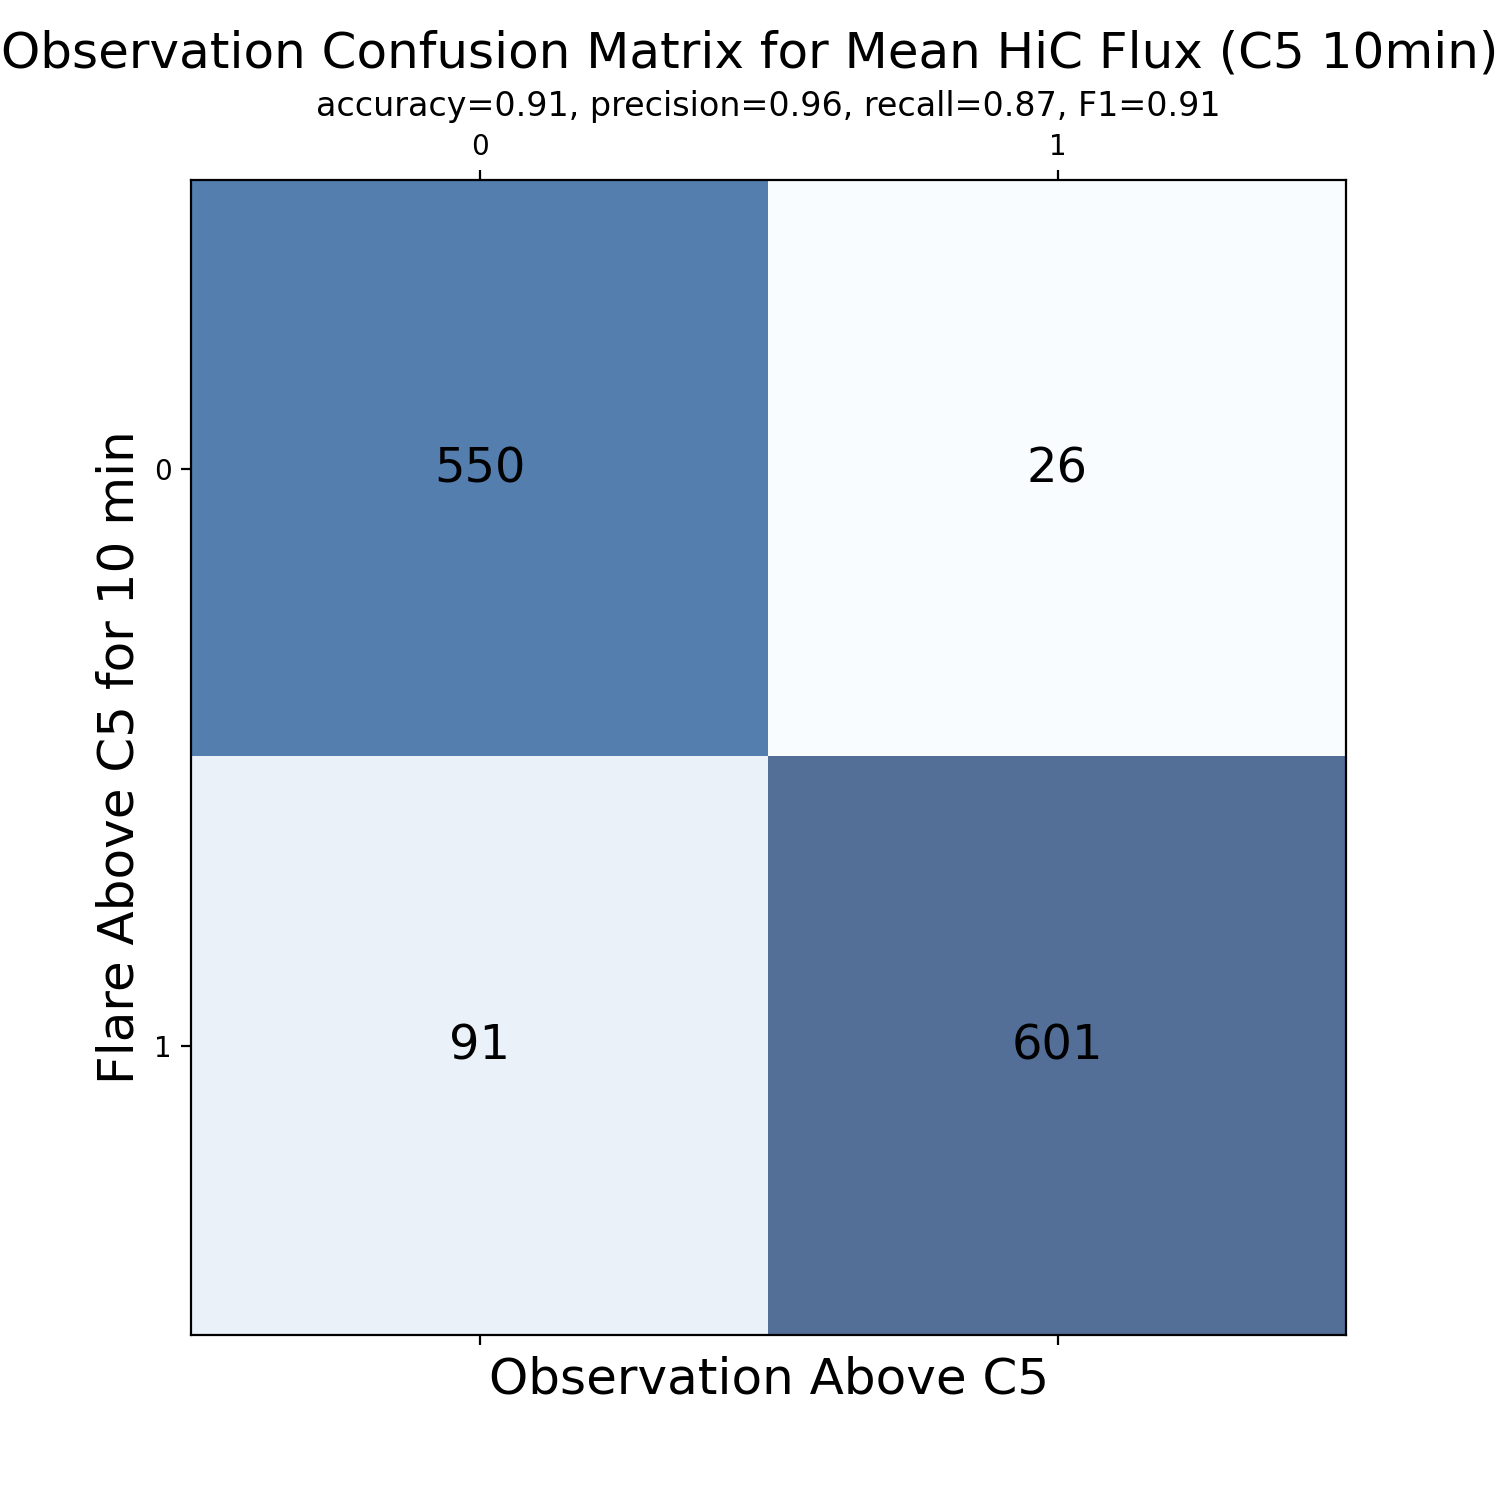 Observation Confusion Matrix for Mean HiC Flux (C5 10min)
accuracy=0.91, precision=0.96, recall=0.87, F1=0.91
0 1
Flare Above C5 for 10 min
0
550 26
1
91 601
Observation Above C5